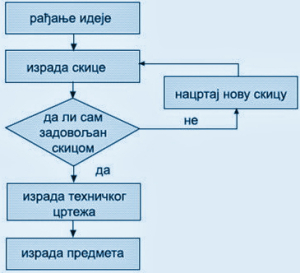 рађање идеје
израда скице
нацртај нову скицу
да ли сам
задовољан
скицом
не
да
израда техничког
цртежа
израда предмета